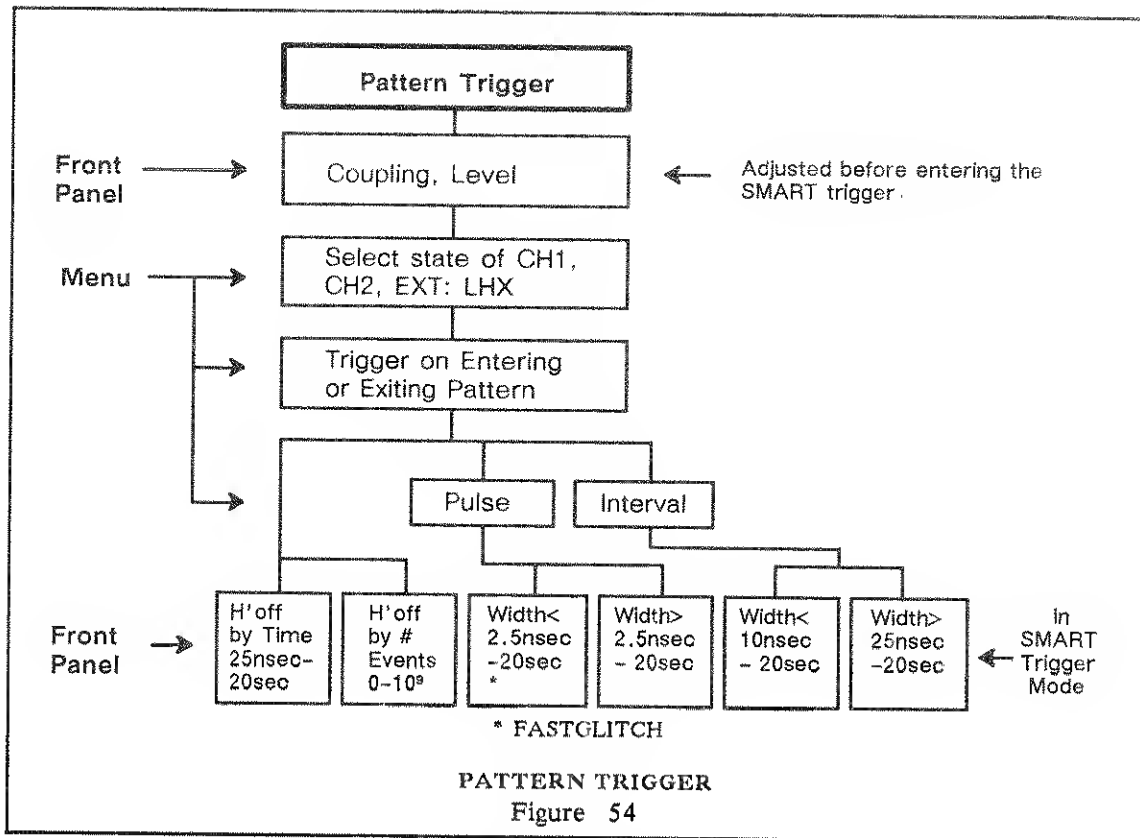 Pattern Trigger
Front
Panel
Coupling, Level
Adjusted before entering the
SMART trigger.
Menu
Select state of CH1,
CH2, EXT: LHX
Trigger on Entering
or Exiting Pattern
Pulse
Interval
Front
Panel
H'off
by Time
25nsec-
20sec
H'off
by #
Events
0-10⁹
Width<
2.5nsec
-20sec
*
Width>
2.5nsec
- 20sec
Width<
10nsec
- 20sec
Width>
25nsec
-20sec
In
SMART
Trigger
Mode
* FASTGLITCH
PATTERN TRIGGER
Figure 54